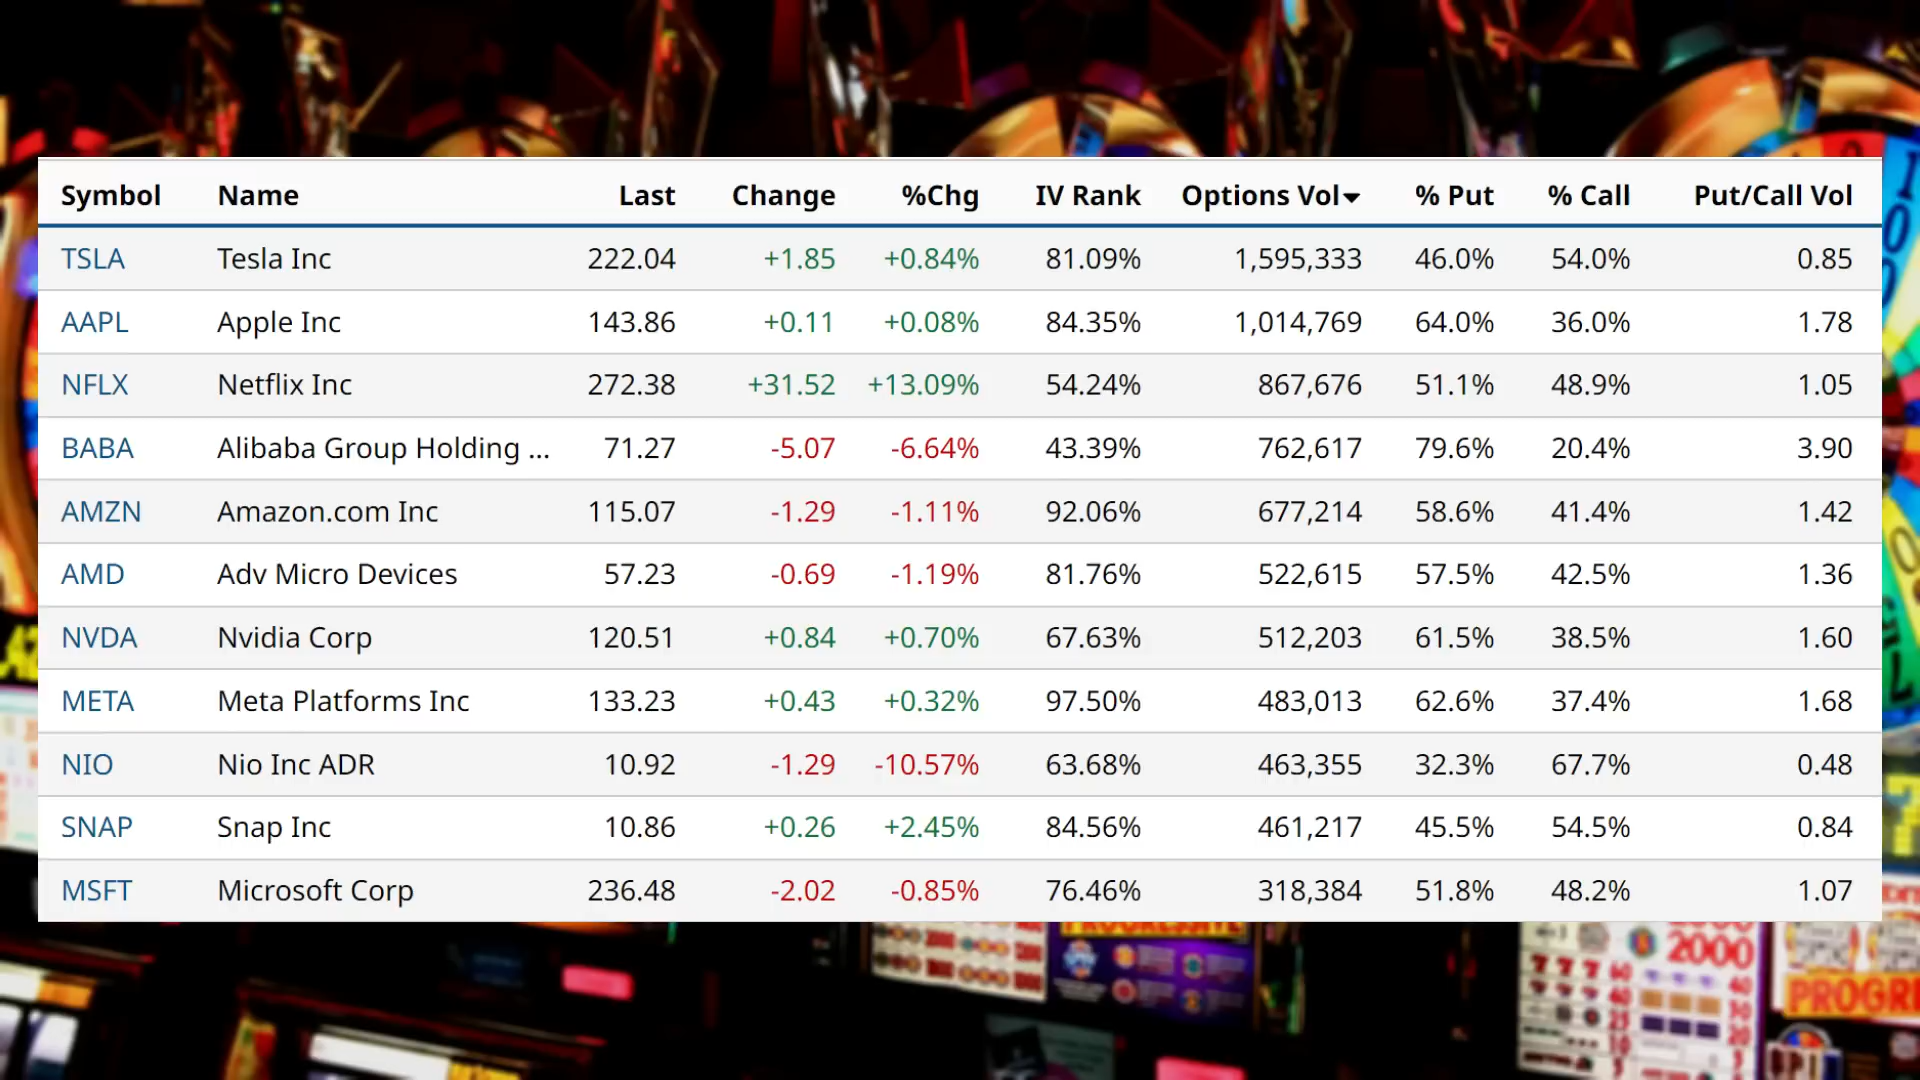 Symbol Name Last Change %Chg IV Rank Options Vol % Put % Call Put/Call Vol
TSLA Tesla Inc 222.04 +1.85 +0.84% 81.09% 1,595,333 46.0% 54.0% 0.85
AAPL Apple Inc 143.86 +0.11 +0.08% 84.35% 1,014,769 64.0% 36.0% 1.78
NFLX Netflix Inc 272.38 +31.52 +13.09% 54.24% 867,676 51.1% 48.9% 1.05
BABA Alibaba Group Holding ... 71.27 -5.07 -6.64% 43.39% 762,617 79.6% 20.4% 3.90
AMZN Amazon.com Inc 115.07 -1.29 -1.11% 92.06% 677,214 58.6% 41.4% 1.42
AMD Adv Micro Devices 57.23 -0.69 -1.19% 81.76% 522,615 57.5% 42.5% 1.36
NVDA Nvidia Corp 120.51 +0.84 +0.70% 67.63% 512,203 61.5% 38.5% 1.60
META Meta Platforms Inc 133.23 +0.43 +0.32% 97.50% 483,013 62.6% 37.4% 1.68
NIO Nio Inc ADR 10.92 -1.29 -10.57% 63.68% 463,355 32.3% 67.7% 0.48
SNAP Snap Inc 10.86 +0.26 +2.45% 84.56% 461,217 45.5% 54.5% 0.84
MSFT Microsoft Corp 236.48 -2.02 -0.85% 76.46% 318,384 51.8% 48.2% 1.07
2000